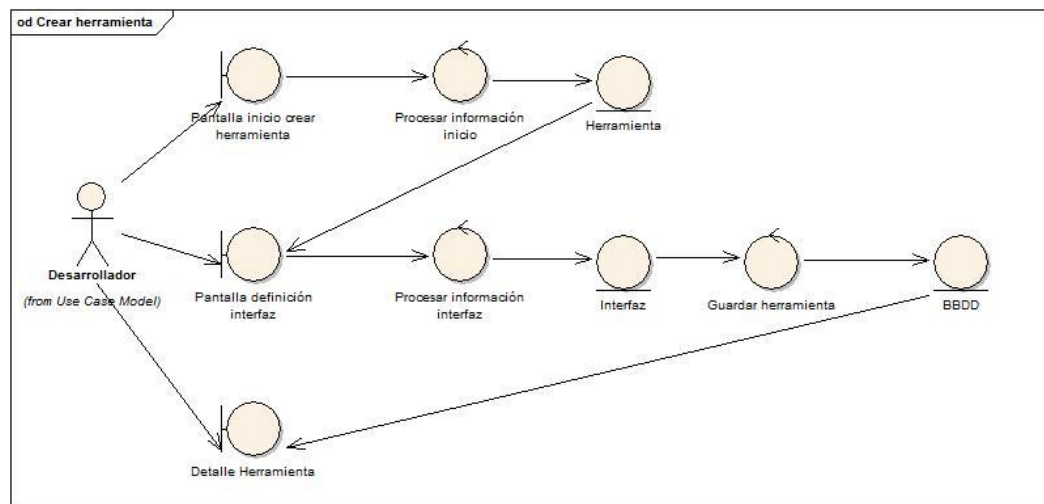 od Crear herramienta
Pantalla inicio crear
herramienta
Procesar información
inicio
Herramienta
Desarrollador
(from Use Case Model)
Pantalla definición
interfaz
Procesar información
interfaz
Interfaz
Guardar herramienta
BBDD
Detalle Herramienta